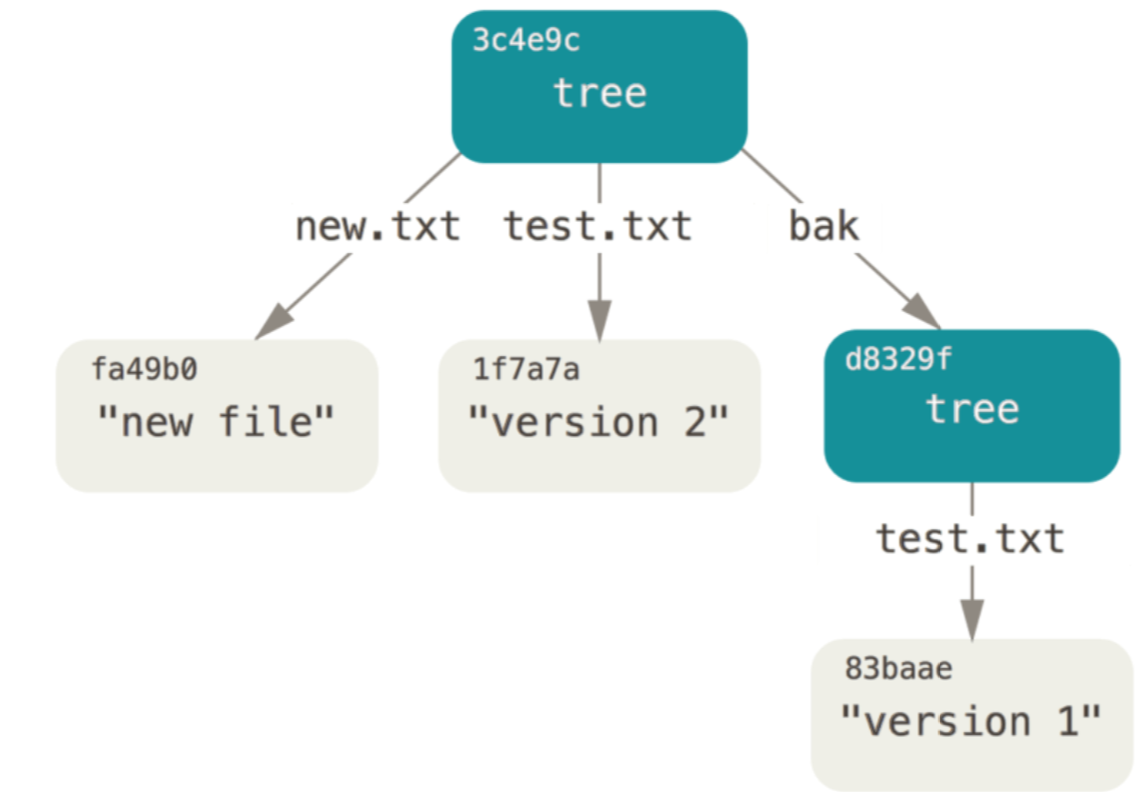 3c4e9c
tree
new.txt test.txt bak
fa49b0
"new file"
1f7a7a
"version 2"
d8329f
tree
test.txt
83baae
"version 1"